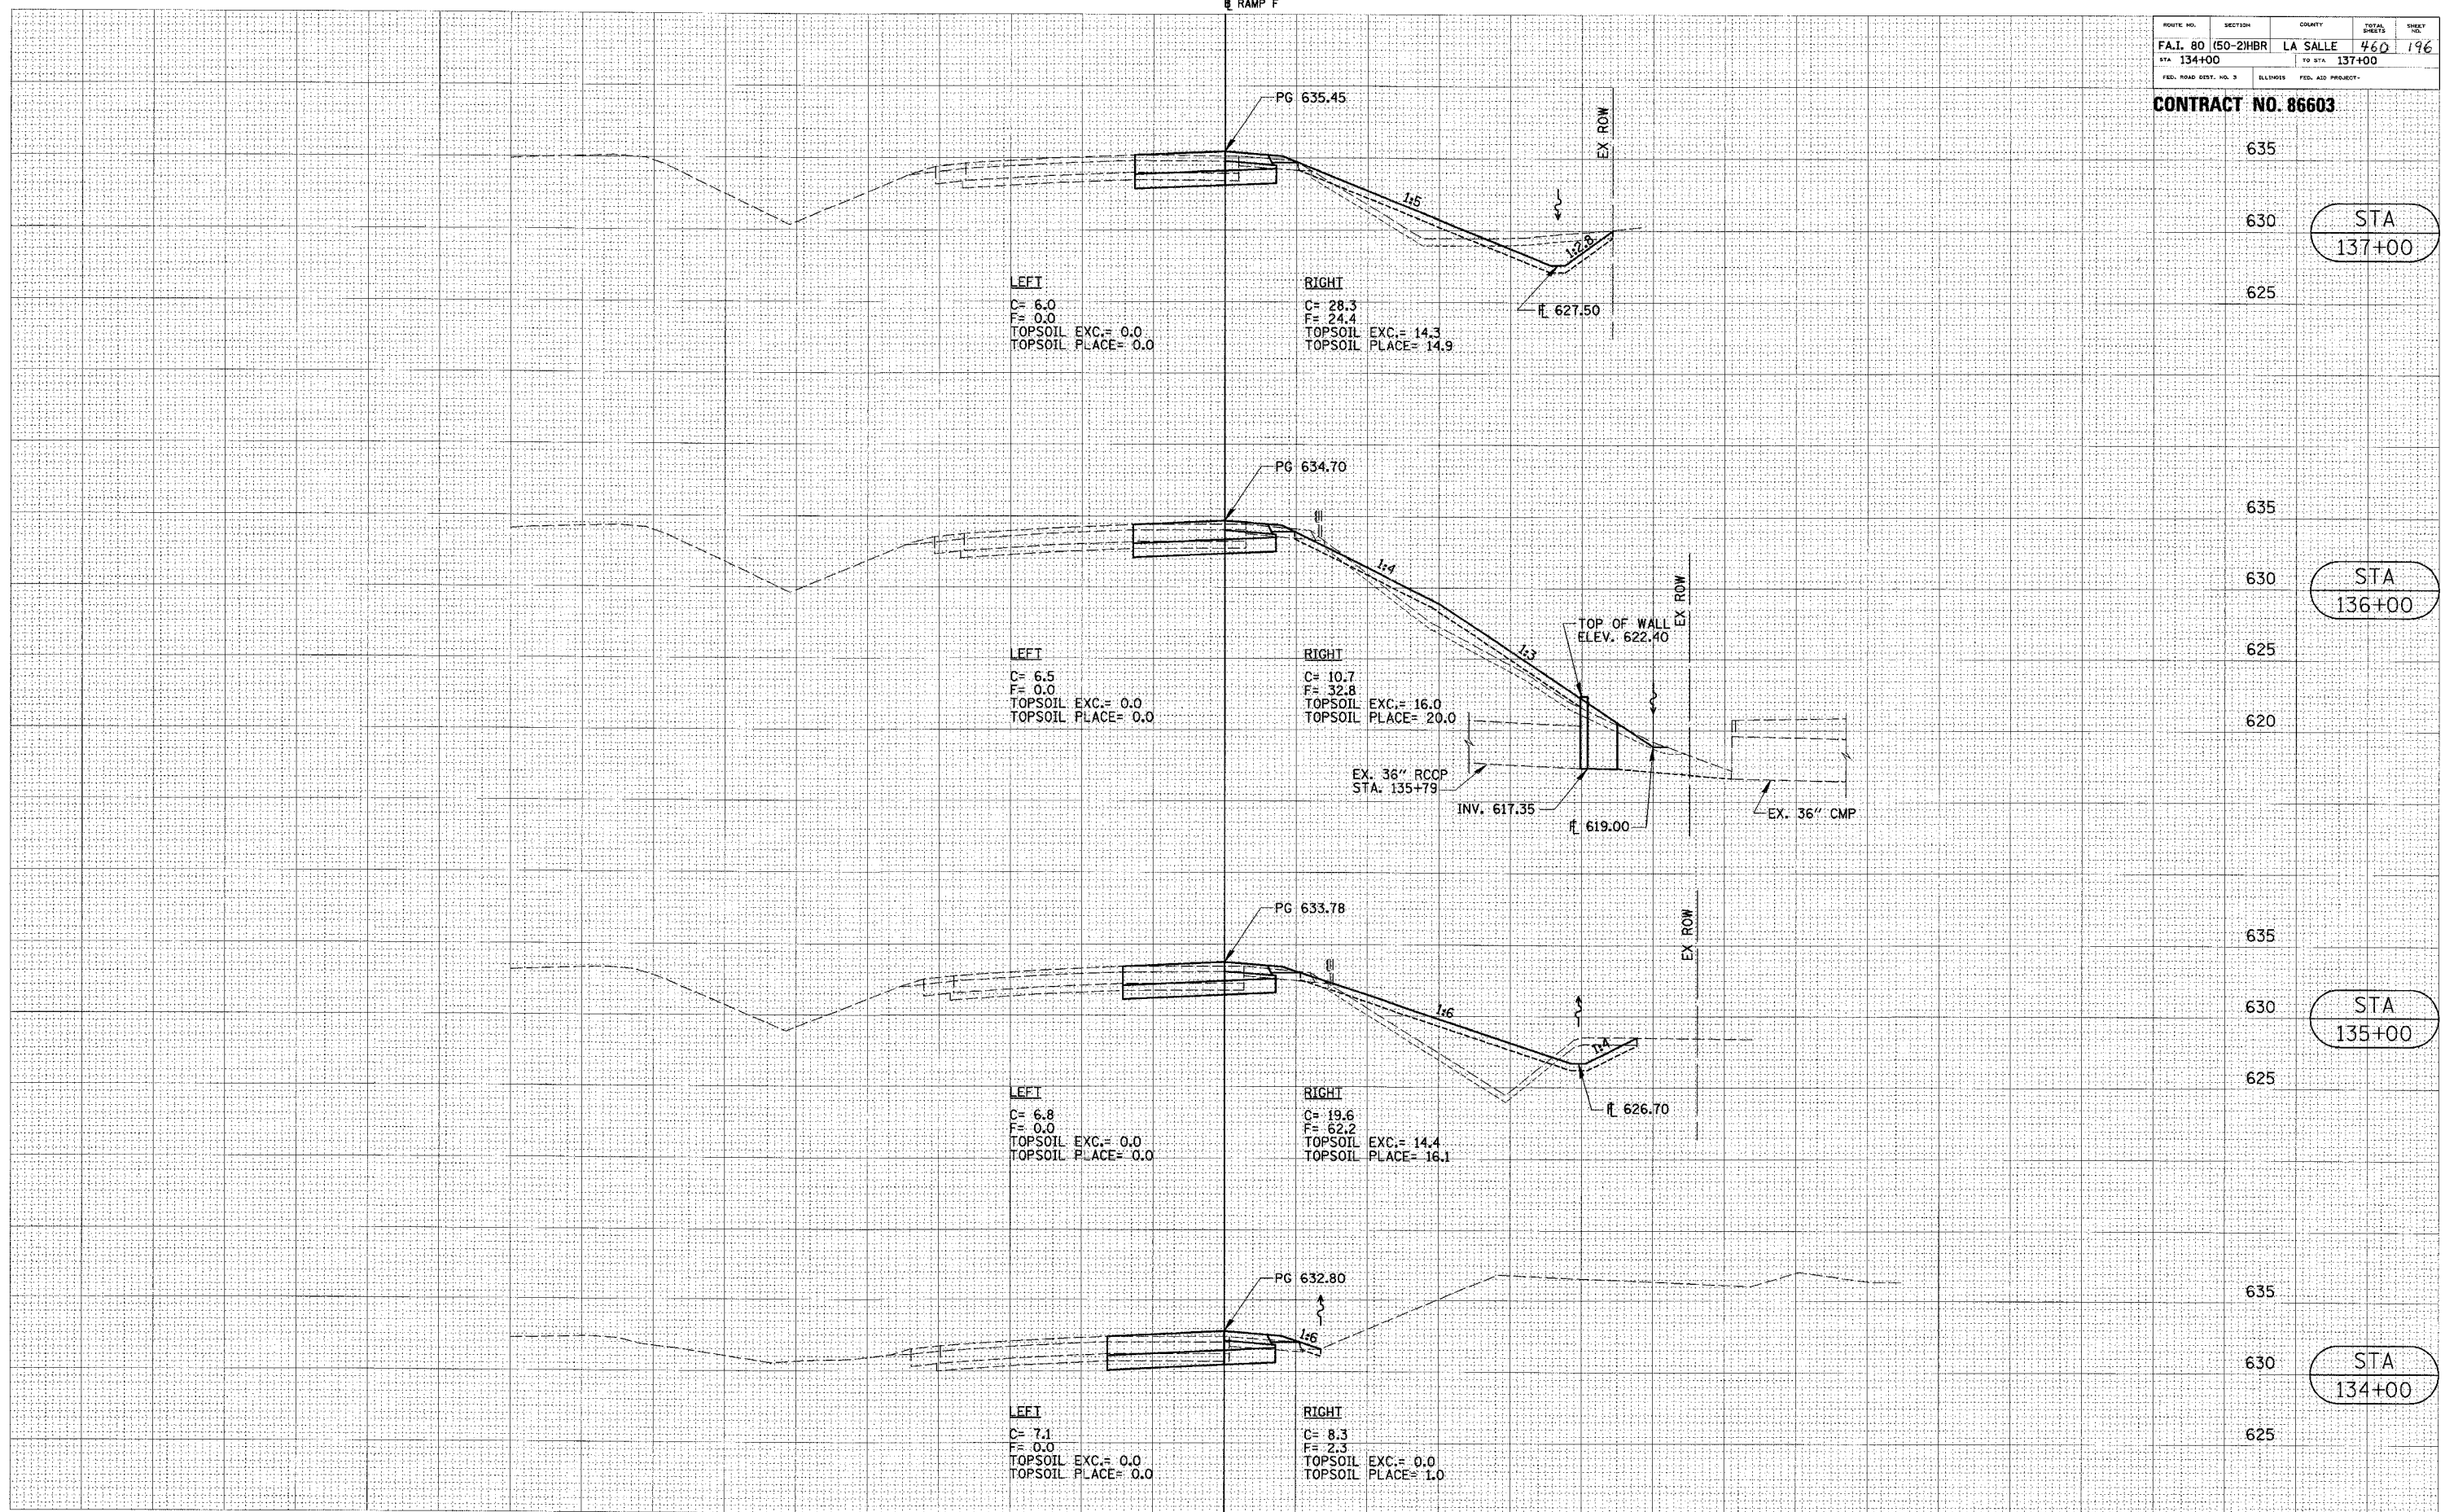 ℄ RAMP F
ROUTE NO. SECTION COUNTY TOTAL SHEETS SHEET NO.
F.A.I. 80 (50-2)HBR LA SALLE 460 196
STA 134+00 TO STA 137+00
FED. ROAD DIST. NO. 3 ILLINOIS FED. AID PROJECT-
CONTRACT NO. 86603
PG 635.45
EX ROW
635
1:5
630
STA
137+00
1:2.8
625
LEFT
C= 6.0
F= 0.0
TOPSOIL EXC.= 0.0
TOPSOIL PLACE= 0.0
RIGHT
C= 28.3
F= 24.4
TOPSOIL EXC.= 14.3
TOPSOIL PLACE= 14.9
FL 627.50
PG 634.70
635
1:4
EX ROW
630
STA
136+00
TOP OF WALL
ELEV. 622.40
1:3
625
LEFT
C= 6.5
F= 0.0
TOPSOIL EXC.= 0.0
TOPSOIL PLACE= 0.0
RIGHT
C= 10.7
F= 32.8
TOPSOIL EXC.= 16.0
TOPSOIL PLACE= 20.0
620
EX. 36" RCCP
STA. 135+79
INV. 617.35
FL 619.00
EX. 36" CMP
PG 633.78
EX ROW
635
1:6
630
STA
135+00
1:4
625
LEFT
C= 6.8
F= 0.0
TOPSOIL EXC.= 0.0
TOPSOIL PLACE= 0.0
RIGHT
C= 19.6
F= 62.2
TOPSOIL EXC.= 14.4
TOPSOIL PLACE= 16.1
FL 626.70
PG 632.80
635
1:6
630
STA
134+00
625
LEFT
C= 7.1
F= 0.0
TOPSOIL EXC.= 0.0
TOPSOIL PLACE= 0.0
RIGHT
C= 8.3
F= 2.3
TOPSOIL EXC.= 0.0
TOPSOIL PLACE= 1.0